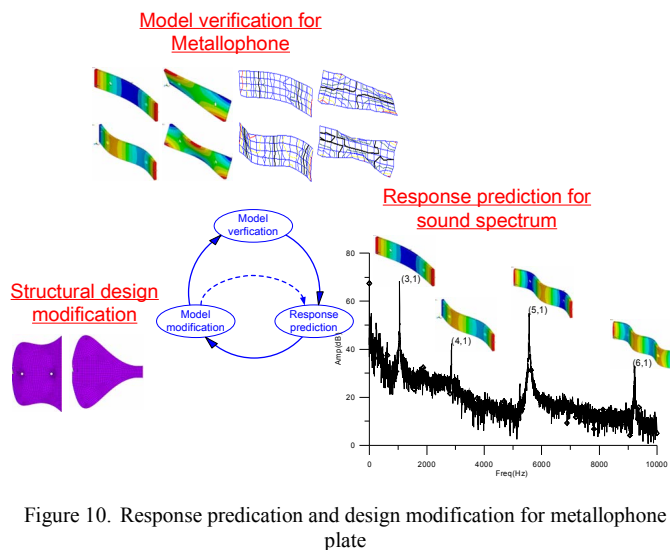 Model verification for
Metallophone
Response prediction for
sound spectrum
Model
verfication
Structural design
modification
Model
modification
Response
prediction
80
60
40
20
0
Amp(dB)
(3,1)
(4,1)
(5,1)
(6,1)
0 2000 4000 6000 8000 10000
Freq(Hz)
Figure 10. Response predication and design modification for metallophone
plate